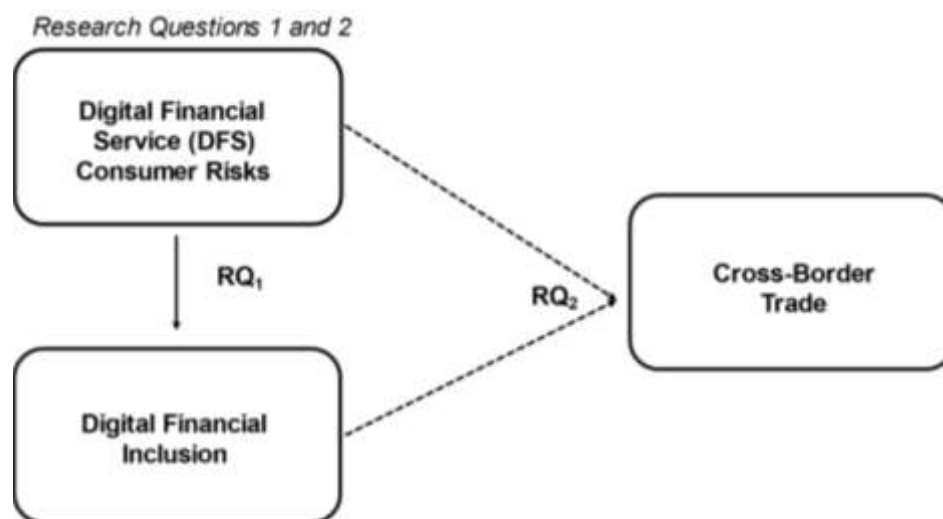 Research Questions 1 and 2
Digital Financial
Service (DFS)
Consumer Risks
RQ₁
RQ₂
Cross-Border
Trade
Digital Financial
Inclusion